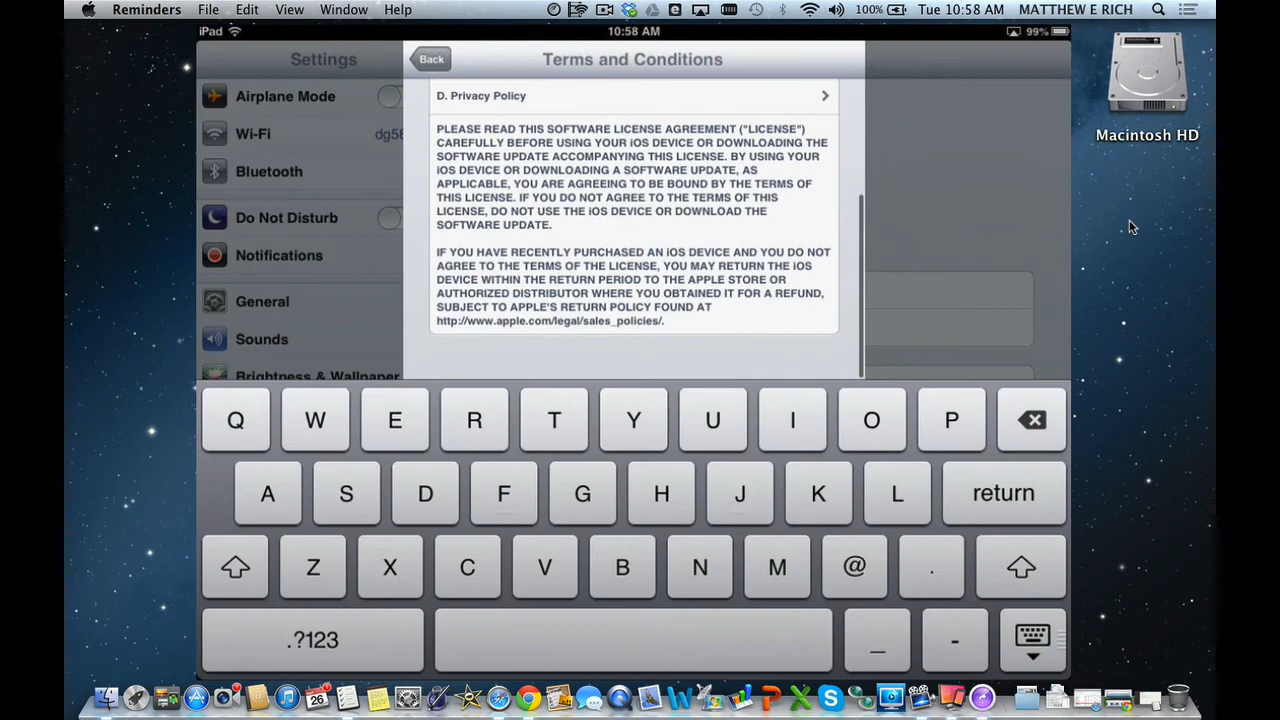 Reminders File Edit View Window Help 100% Tue 10:58 AM MATTHEW E RICH
iPad 10:58 AM 99%
Settings
Back
Terms and Conditions
Airplane Mode
Wi-Fi dg58
Bluetooth
Do Not Disturb
Notifications
General
Sounds
Brightness & Wallpaper
D. Privacy Policy
PLEASE READ THIS SOFTWARE LICENSE AGREEMENT ("LICENSE")
CAREFULLY BEFORE USING YOUR iOS DEVICE OR DOWNLOADING THE
SOFTWARE UPDATE ACCOMPANYING THIS LICENSE. BY USING YOUR
iOS DEVICE OR DOWNLOADING A SOFTWARE UPDATE, AS
APPLICABLE, YOU ARE AGREEING TO BE BOUND BY THE TERMS OF
THIS LICENSE. IF YOU DO NOT AGREE TO THE TERMS OF THIS
LICENSE, DO NOT USE THE iOS DEVICE OR DOWNLOAD THE
SOFTWARE UPDATE.
IF YOU HAVE RECENTLY PURCHASED AN iOS DEVICE AND YOU DO NOT
AGREE TO THE TERMS OF THE LICENSE, YOU MAY RETURN THE iOS
DEVICE WITHIN THE RETURN PERIOD TO THE APPLE STORE OR
AUTHORIZED DISTRIBUTOR WHERE YOU OBTAINED IT FOR A REFUND,
SUBJECT TO APPLE'S RETURN POLICY FOUND AT
http://www.apple.com/legal/sales_policies/.
Macintosh HD
Q W E R T Y U I O P
A S D F G H J K L return
Z X C V B N M @ .
.?123 _ -
26